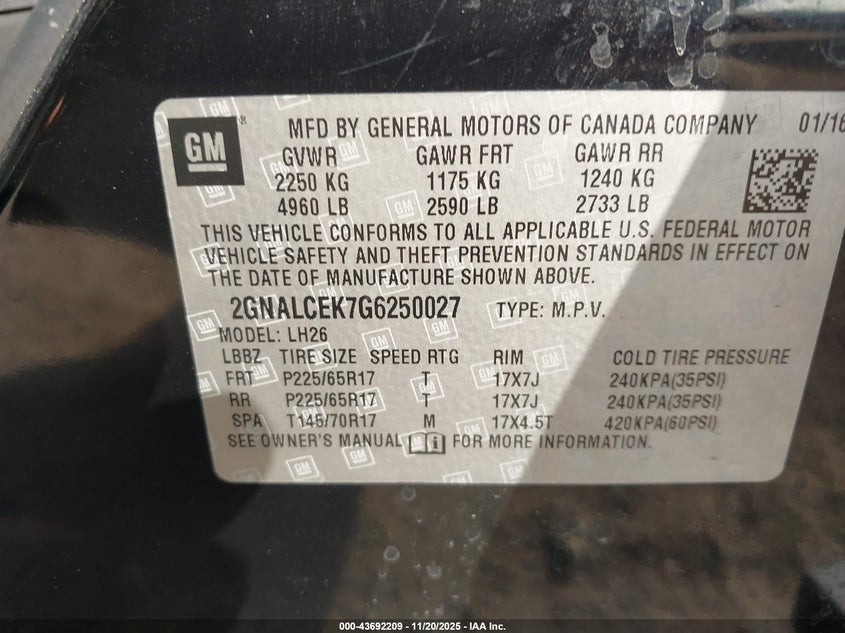 GM MFD BY GENERAL MOTORS OF CANADA COMPANY 01/16
GVWR GAWR FRT GAWR RR
2250 KG 1175 KG 1240 KG
4960 LB 2590 LB 2733 LB
THIS VEHICLE CONFORMS TO ALL APPLICABLE U.S. FEDERAL MOTOR
VEHICLE SAFETY AND THEFT PREVENTION STANDARDS IN EFFECT ON
THE DATE OF MANUFACTURE SHOWN ABOVE.
2GNALCEK7G6250027 TYPE: M.P.V.
MODEL: LH26
LBBZ TIRE SIZE SPEED RTG RIM COLD TIRE PRESSURE
FRT P225/65R17 T 17X7J 240KPA(35PSI)
RR P225/65R17 T 17X7J 240KPA(35PSI)
SPA T145/70R17 M 17X4.5T 420KPA(60PSI)
SEE OWNER'S MANUAL i FOR MORE INFORMATION.
000-43692209 - 11/20/2025 - IAA Inc.